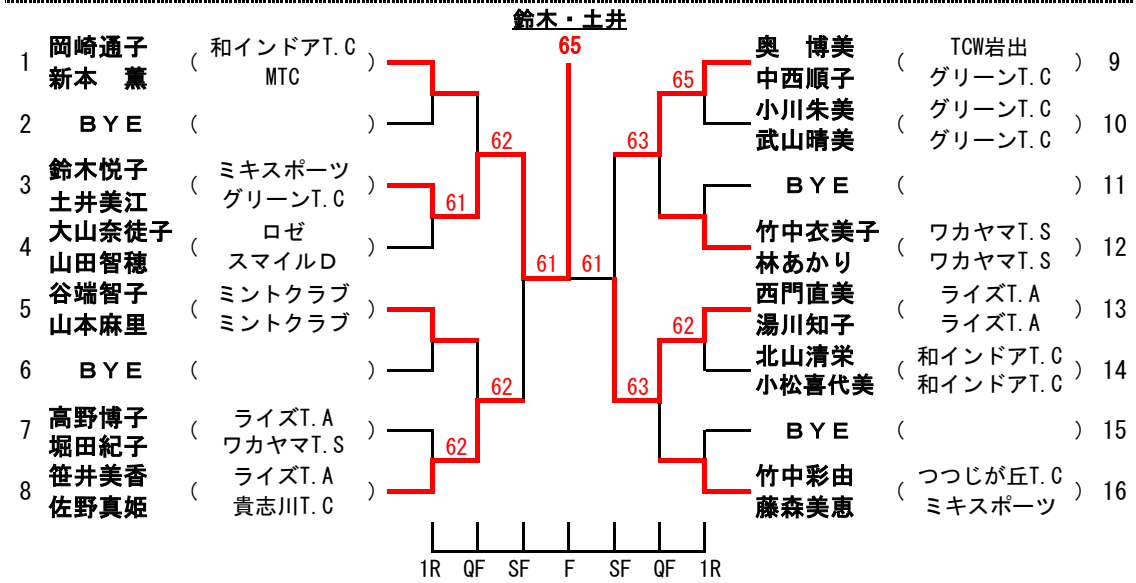 鈴木・土井
65
1 岡崎通子 ( 和インドアT.C )
新本 薫 MTC
2 ＢＹＥ ( )
3 鈴木悦子 ( ミキスポーツ )
土井美江 グリーンT.C
4 大山奈徒子 ( ロゼ )
山田智穂 スマイルＤ
5 谷端智子 ( ミントクラブ )
山本麻里 ミントクラブ
6 ＢＹＥ ( )
7 高野博子 ( ライズT.A )
堀田紀子 ワカヤマT.S
8 笹井美香 ( ライズT.A )
佐野真姫 貴志川T.C
61
62
62
62
61
61
65
63
62
63
奥 博美 ( TCW岩出 ) 9
中西順子 グリーンT.C
小川朱美 ( グリーンT.C ) 10
武山晴美 グリーンT.C
ＢＹＥ ( ) 11
竹中衣美子 ( ワカヤマT.S ) 12
林あかり ワカヤマT.S
西門直美 ( ライズT.A ) 13
湯川知子 ライズT.A
北山清栄 ( 和インドアT.C ) 14
小松喜代美 和インドアT.C
ＢＹＥ ( ) 15
竹中彩由 ( つつじが丘T.C ) 16
藤森美恵 ミキスポーツ
1R QF SF F SF QF 1R